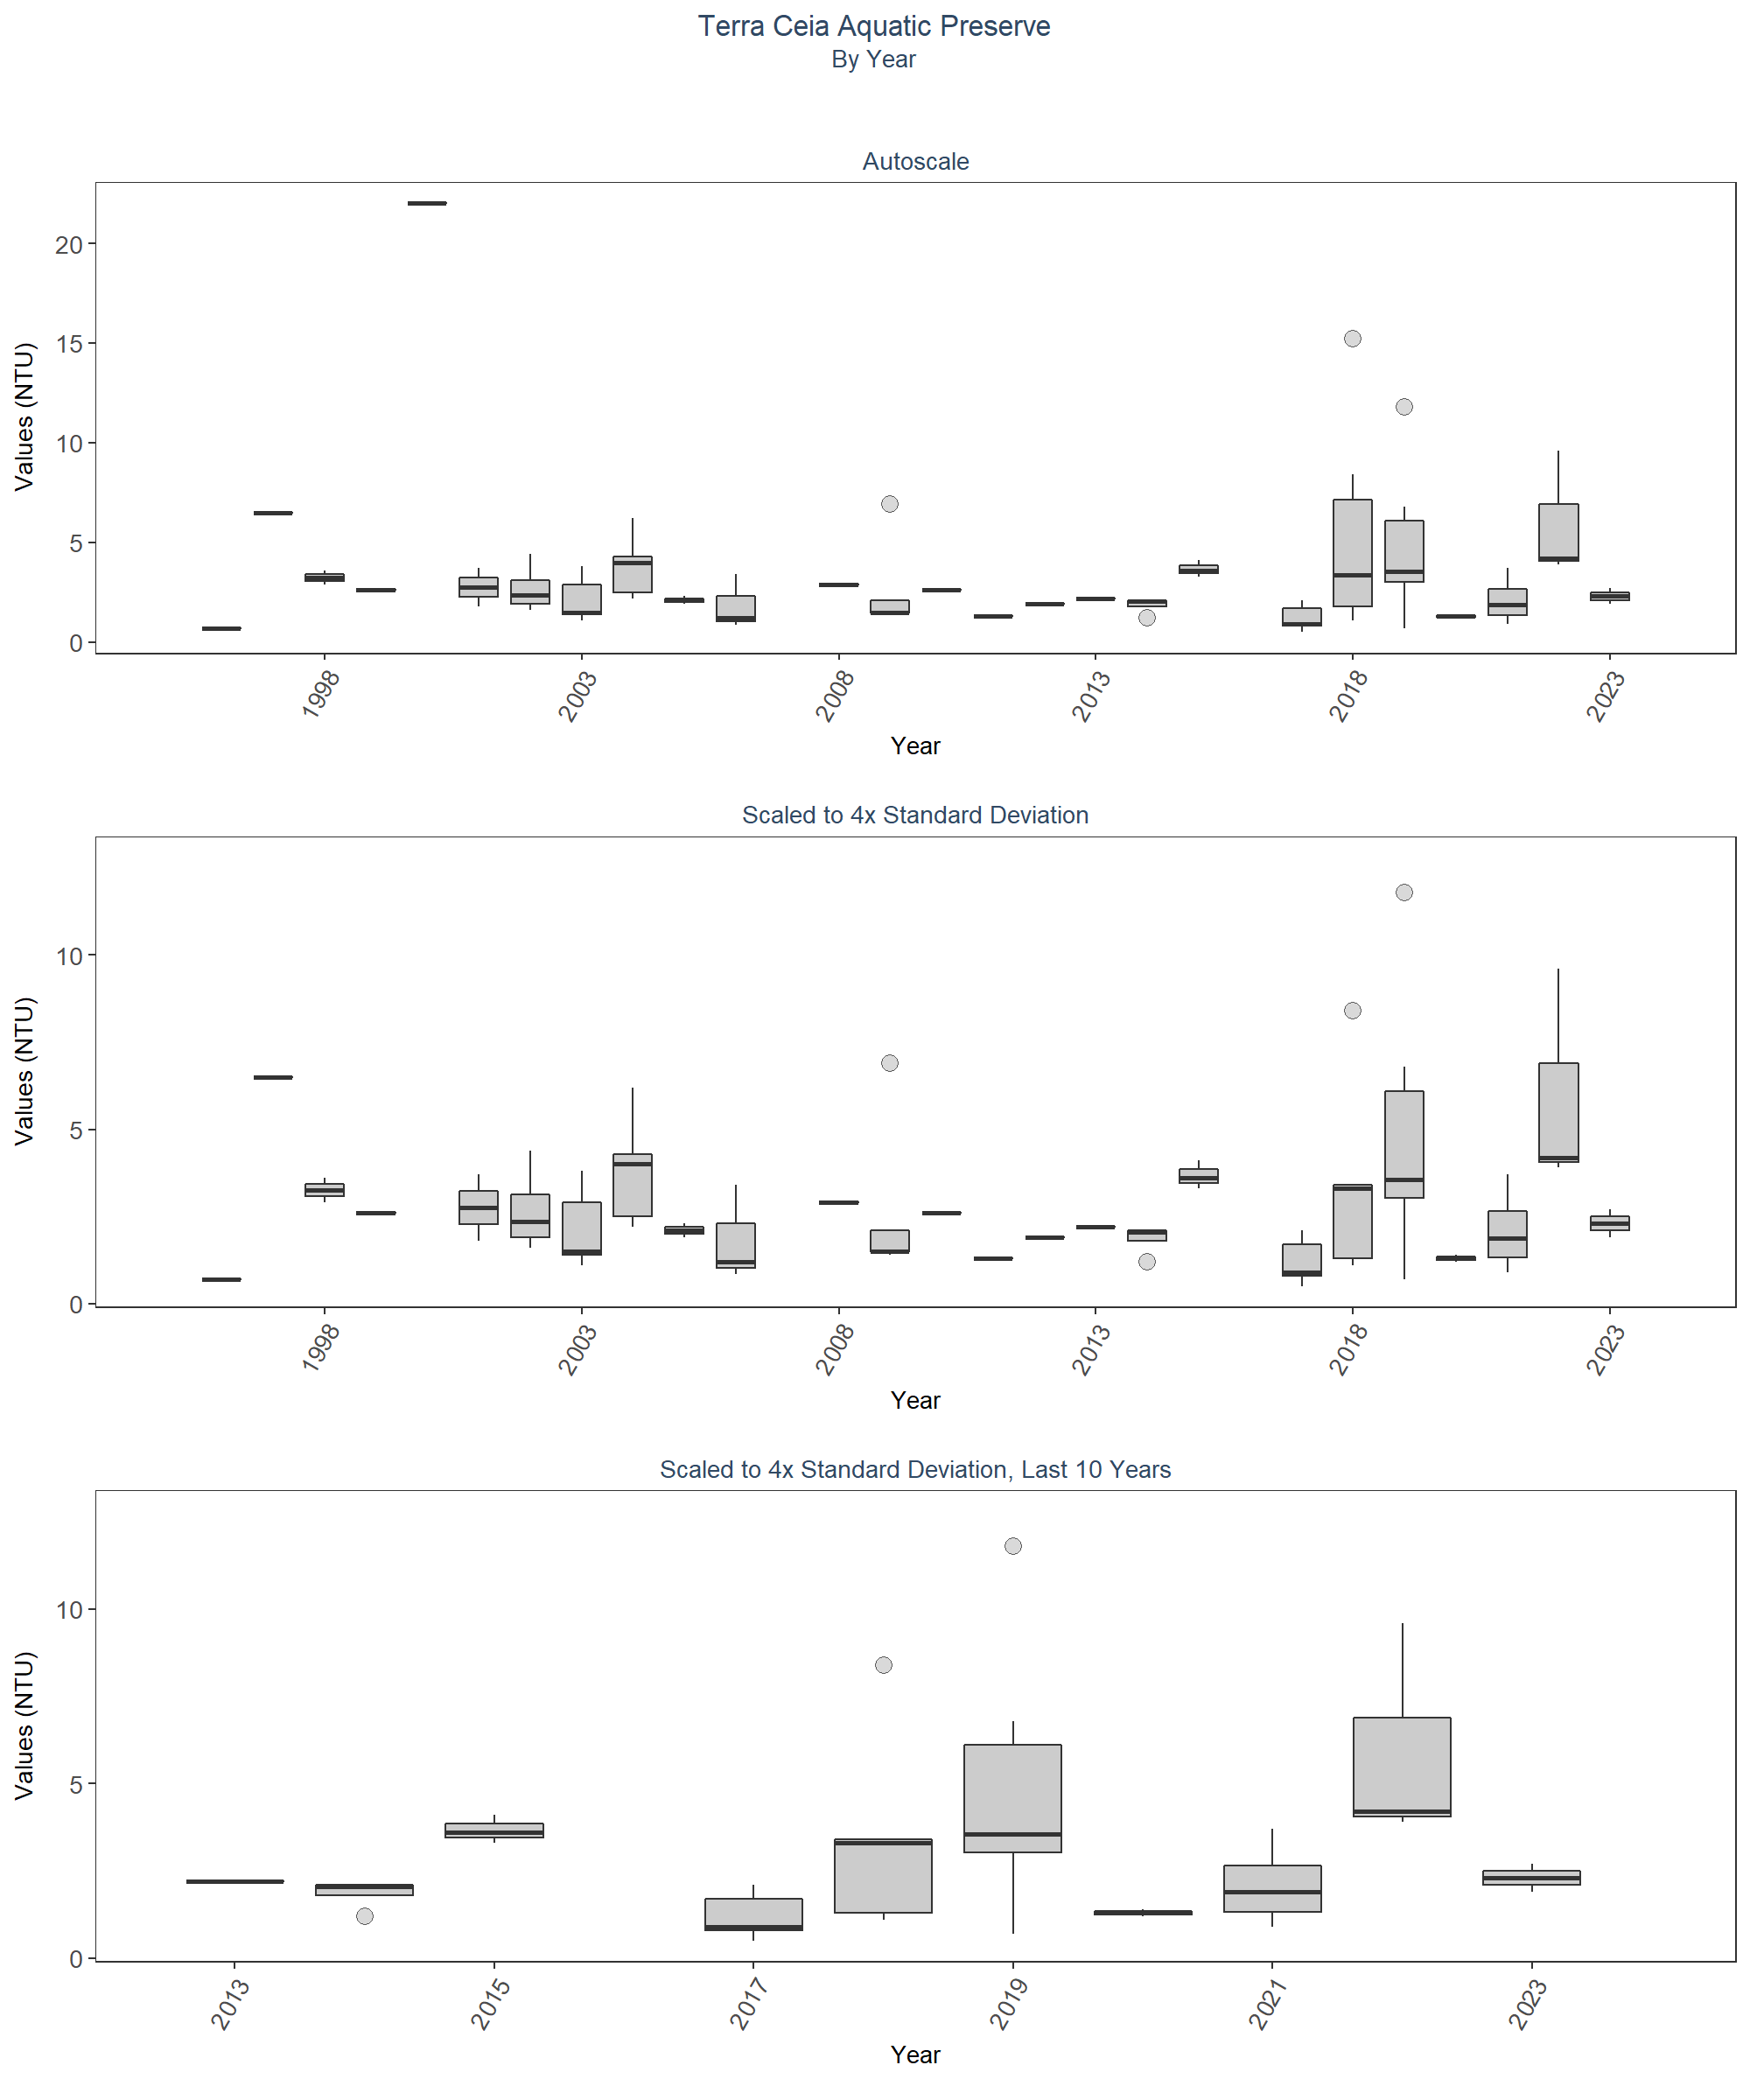 Terra Ceia Aquatic Preserve
By Year
Autoscale
Values (NTU)
20
15
10
5
0
1998
2003
2008
2013
2018
2023
Year
Scaled to 4x Standard Deviation
Values (NTU)
10
5
0
1998
2003
2008
2013
2018
2023
Year
Scaled to 4x Standard Deviation, Last 10 Years
Values (NTU)
10
5
0
2013
2015
2017
2019
2021
2023
Year